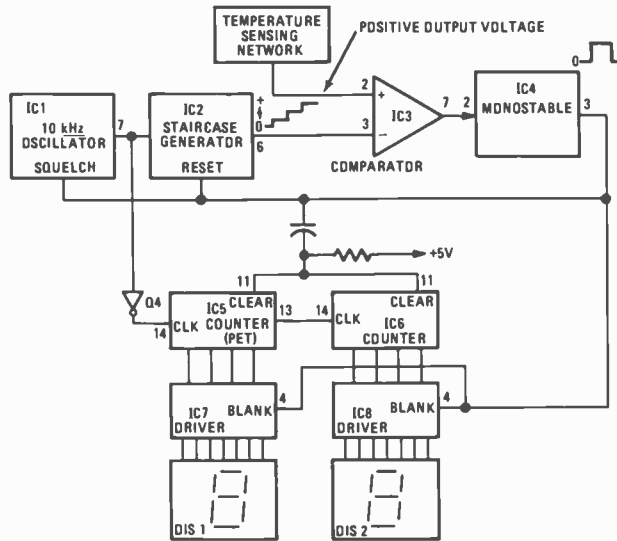 TEMPERATURE
SENSING
NETWORK
POSITIVE OUTPUT VOLTAGE
0
IC1
10 kHz
OSCILLATOR
SQUELCH
7
IC2
STAIRCASE
GENERATOR
RESET
+
0
6
2
3
+
−
IC3
COMPARATOR
7
2
IC4
MONOSTABLE
3
+5V
Q4
14
11
CLEAR
IC5
CLK
COUNTER
(PET)
13
14
11
CLEAR
CLK
IC6
COUNTER
IC7
DRIVER
BLANK
4
IC8
DRIVER
BLANK
4
8
DIS 1
8
DIS 2